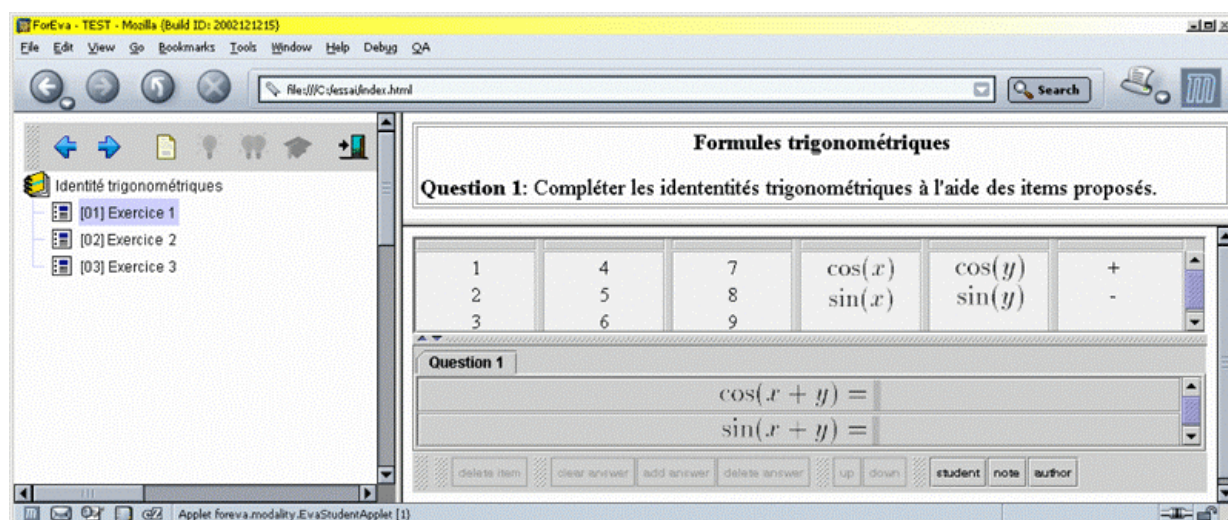 ForEva - TEST - Mozilla {Build ID: 2002121215}
File Edit View Go Bookmarks Tools Window Help Debug QA
file:///C:/essai/index.html
Search
Identité trigonométriques
[01] Exercice 1
[02] Exercice 2
[03] Exercice 3
Formules trigonométriques
Question 1: Compléter les idententités trigonométriques à l'aide des items proposés.
1 4 7 cos(x) cos(y) +
2 5 8 sin(x) sin(y) -
3 6 9
Question 1
cos(x + y) =
sin(x + y) =
delete item clear answer add answer delete answer up down student note author
Applet foreva.modality.EvaStudentApplet [1]